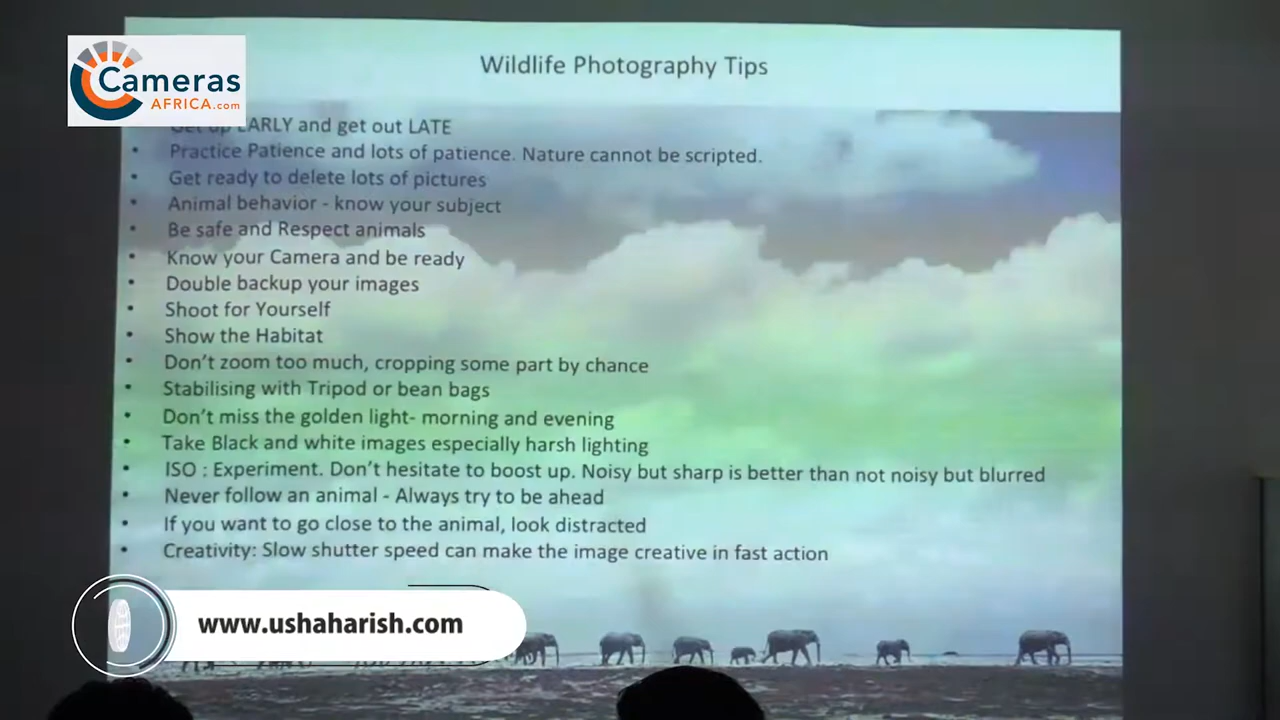 Cameras
AFRICA.com
Wildlife Photography Tips
Get up EARLY and get out LATE
• Practice Patience and lots of patience. Nature cannot be scripted.
• Get ready to delete lots of pictures
• Animal behavior - know your subject
• Be safe and Respect animals
• Know your Camera and be ready
• Double backup your images
• Shoot for Yourself
• Show the Habitat
• Don't zoom too much, cropping some part by chance
• Stabilising with Tripod or bean bags
• Don't miss the golden light- morning and evening
• Take Black and white images especially harsh lighting
• ISO : Experiment. Don't hesitate to boost up. Noisy but sharp is better than not noisy but blurred
• Never follow an animal - Always try to be ahead
• If you want to go close to the animal, look distracted
• Creativity: Slow shutter speed can make the image creative in fast action
www.ushaharish.com